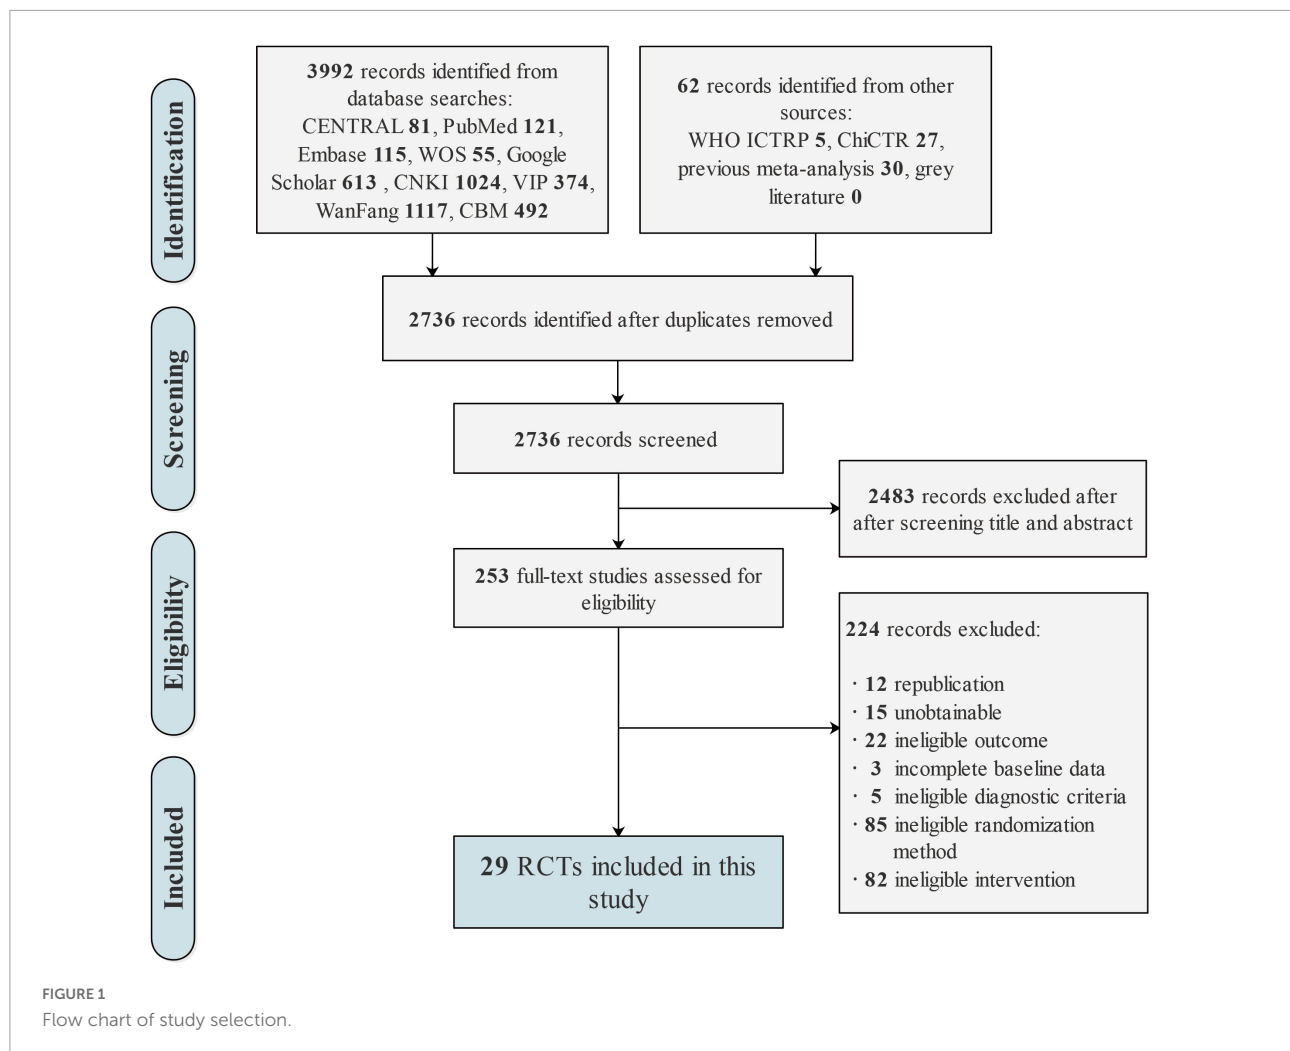 Identification
3992 records identified from
database searches:
CENTRAL 81, PubMed 121,
Embase 115, WOS 55, Google
Scholar 613 , CNKI 1024, VIP 374,
WanFang 1117, CBM 492
62 records identified from other
sources:
WHO ICTRP 5, ChiCTR 27,
previous meta-analysis 30, grey
literature 0
2736 records identified after duplicates removed
Screening
2736 records screened
2483 records excluded after
after screening title and abstract
Eligibility
253 full-text studies assessed for
eligibility
224 records excluded:
· 12 republication
· 15 unobtainable
· 22 ineligible outcome
· 3 incomplete baseline data
· 5 ineligible diagnostic criteria
· 85 ineligible randomization
method
· 82 ineligible intervention
Included
29 RCTs included in this
study
FIGURE 1
Flow chart of study selection.